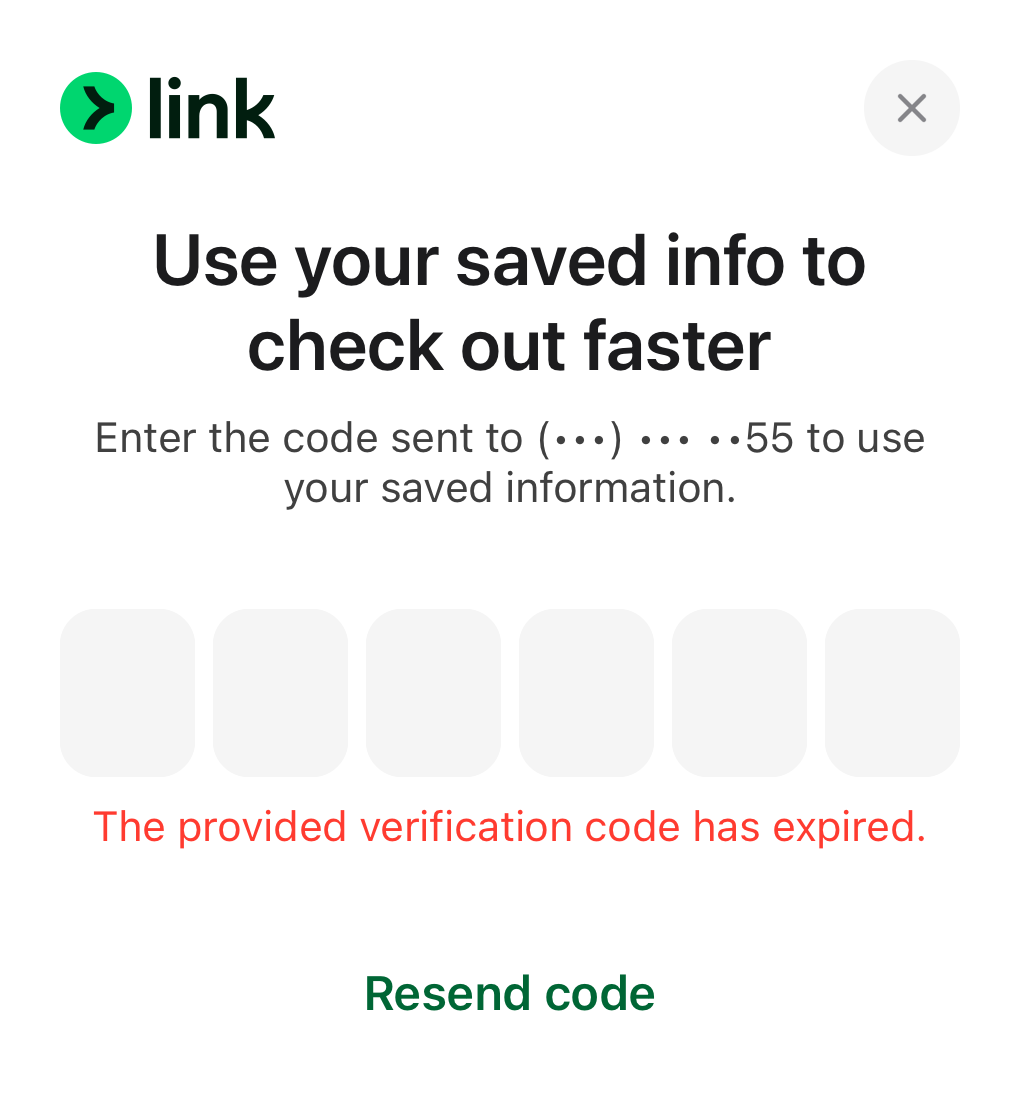 link
Use your saved info to
check out faster
Enter the code sent to (•••) ••• ••55 to use
your saved information.
The provided verification code has expired.
Resend code